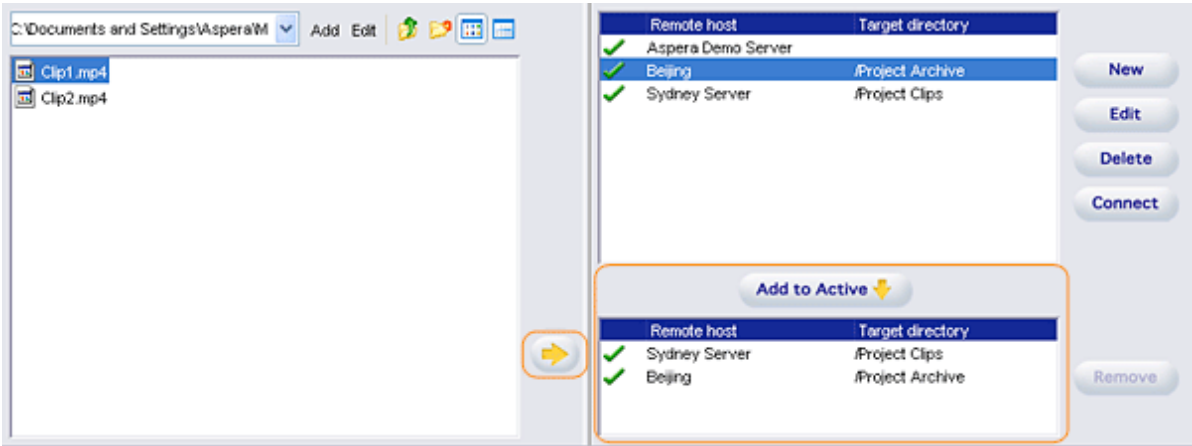 C:\Documents and Settings\Aspera\M Add Edit
Clip1.mp4
Clip2.mp4
Remote host Target directory
Aspera Demo Server
Beijing /Project Archive
Sydney Server /Project Clips
New
Edit
Delete
Connect
Add to Active
Remote host Target directory
Sydney Server /Project Clips
Beijing /Project Archive
Remove